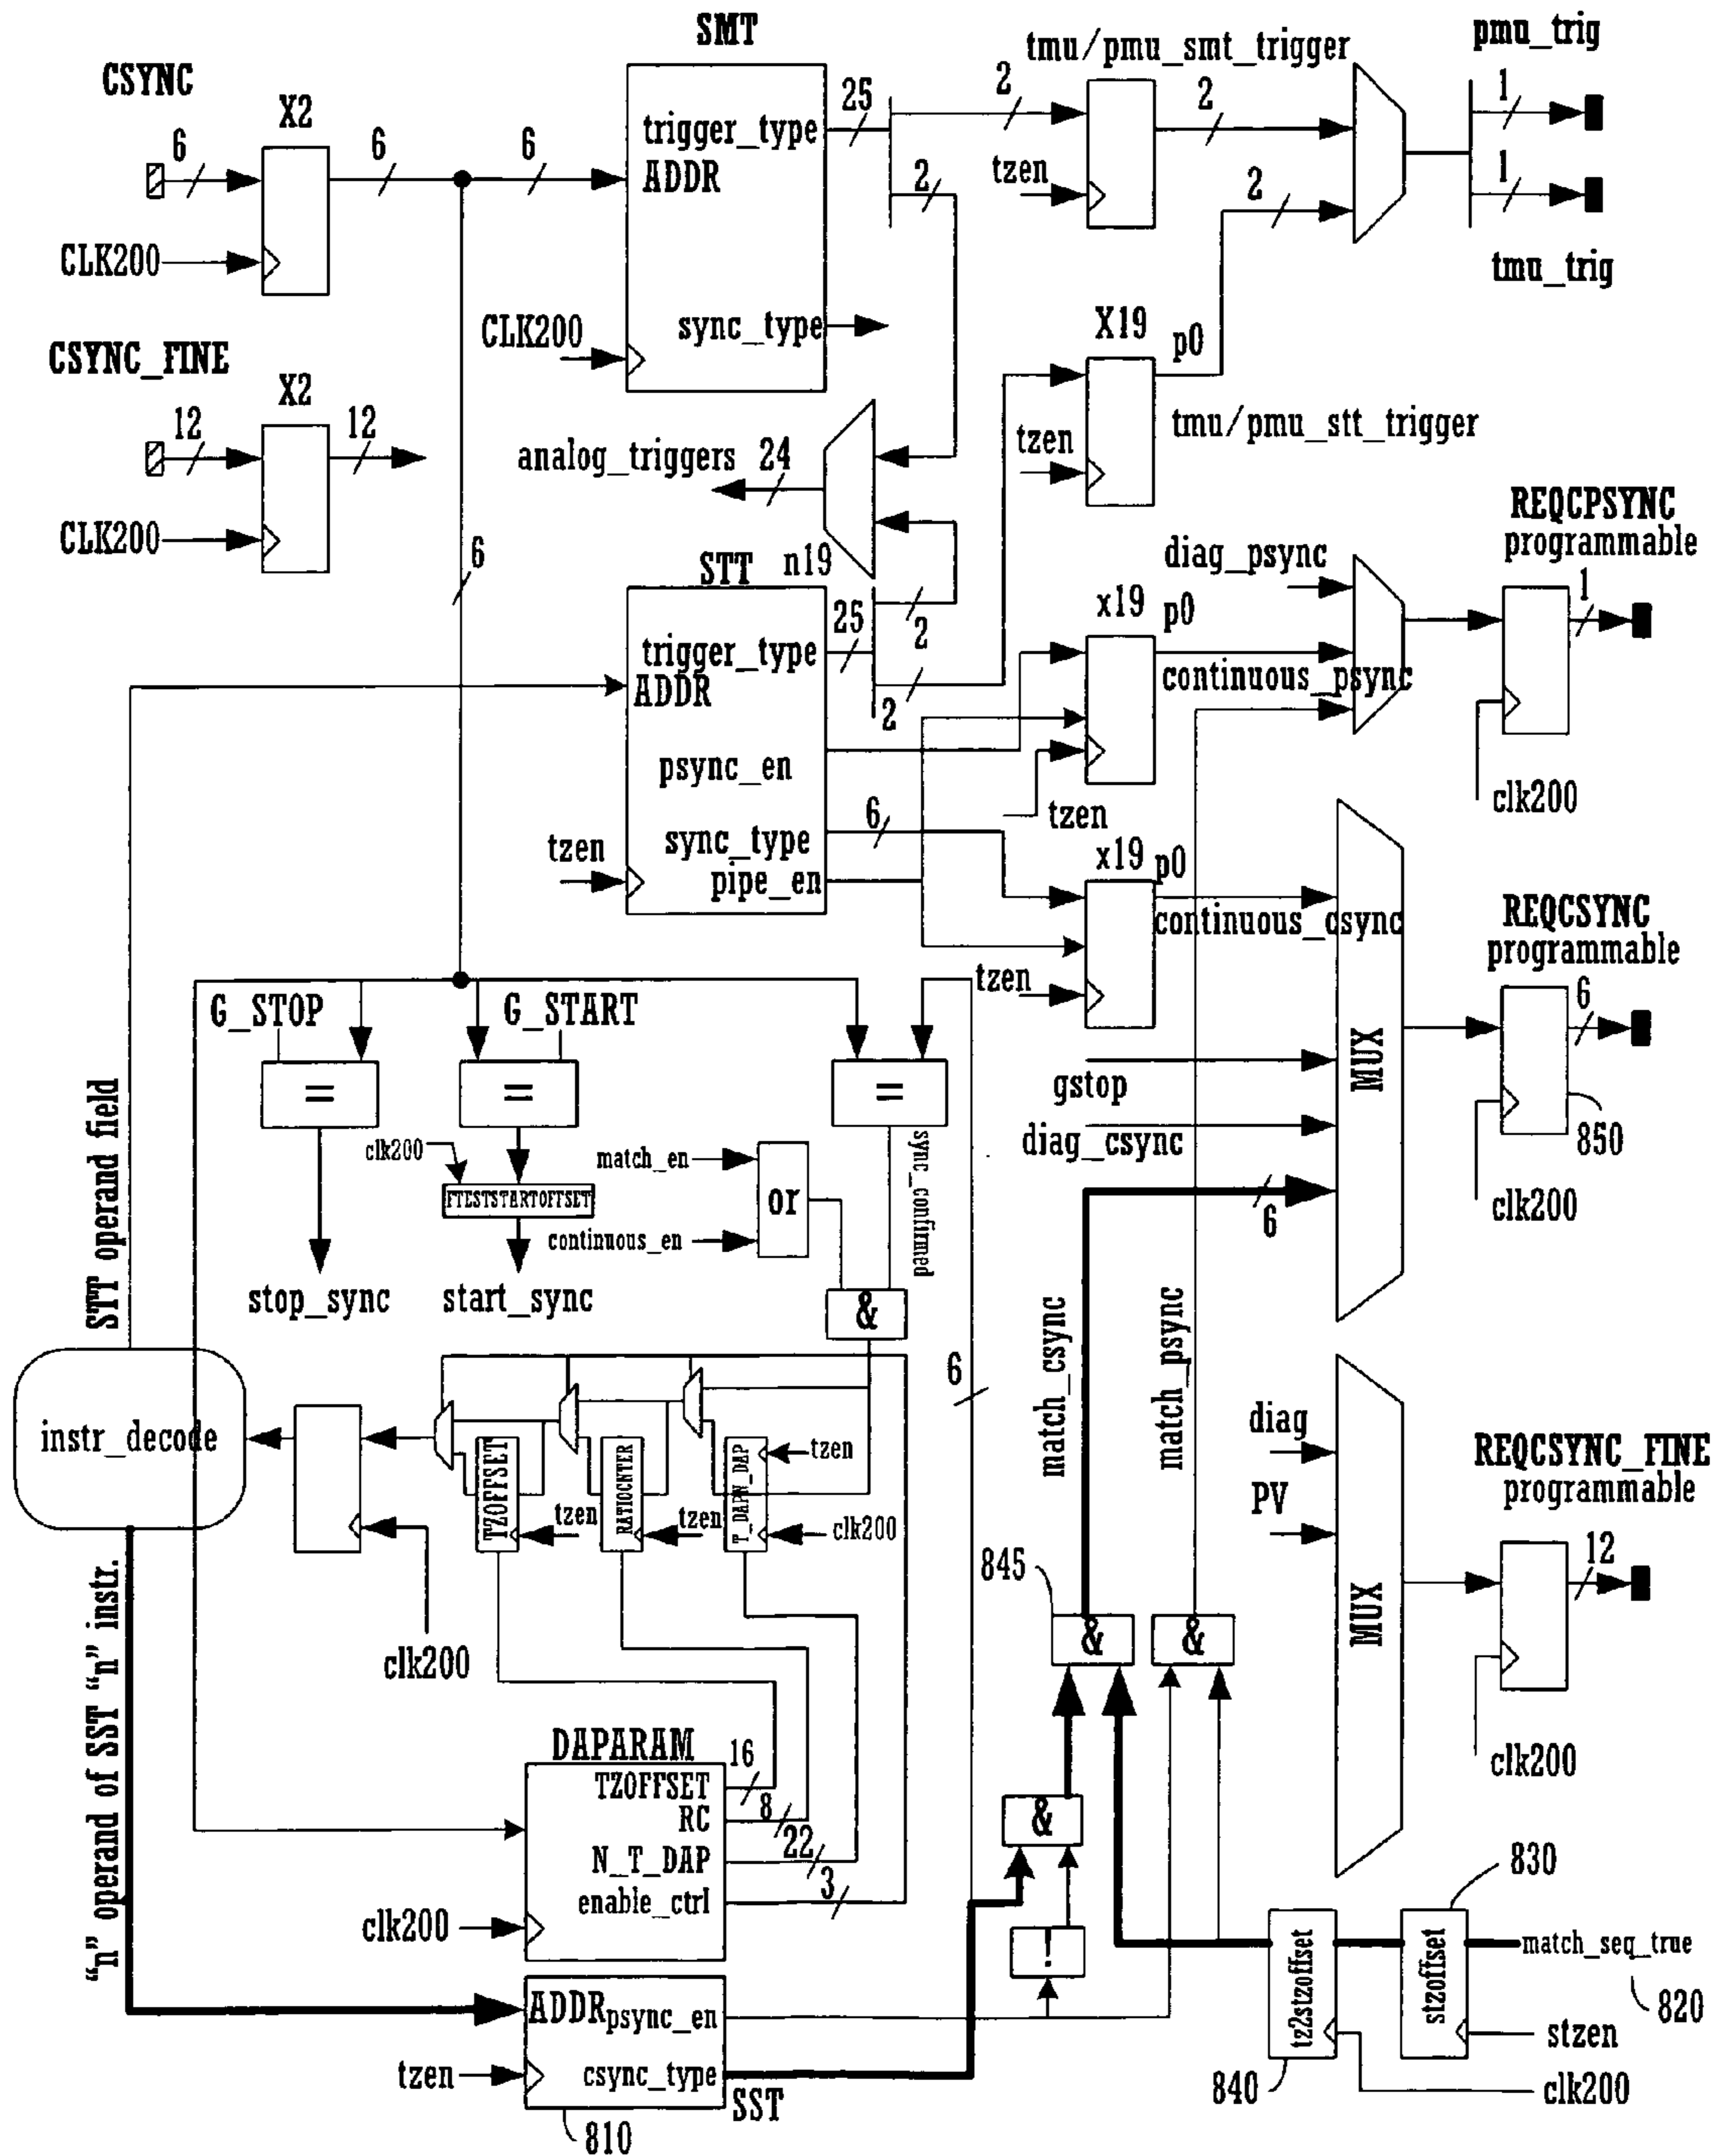 SMT
tmu/pmu_smt_trigger
pmu_trig
CSYNC
X2
6
6
6
trigger_type
ADDR
25
2
2
2
1
1
tzen
2
CLK200
CLK200
sync_type
tmu_trig
X19
p0
CSYNC_FINE
X2
12
12
CLK200
analog_triggers
24
tzen
tmu/pmu_stt_trigger
REQCPSYNC
programmable
1
6
STT
n19
diag_psync
x19
p0
25
2
trigger_type
ADDR
2
continuous_psync
psync_en
clk200
tzen
6
sync_type
pipe_en
tzen
x19
p0
continuous_csync
REQCSYNC
programmable
6
tzen
G_STOP
G_START
=
=
=
gstop
MUX
diag_csync
850
clk200
STT operand field
clk200
FTESTSTARTOFFSET
match_en
or
continuous_en
sync_confirmed
6
stop_sync
start_sync
&
match_csync
match_psync
6
instr_decode
TZOFFSET
tzen
RATIOCNTER
tzen
T_DAPN_DAP
tzen
clk200
diag
PV
REQCSYNC_FINE
programmable
12
MUX
clk200
845
&
&
clk200
"n" operand of SST "n" instr.
DAPARAM
16
TZOFFSET
8
RC
22
N_T_DAP
3
enable_ctrl
clk200
&
!
830
tz2stzoffset
stzoffset
match_seq_true
820
ADDR
psync_en
stzen
tzen
csync_type
SST
840
clk200
810